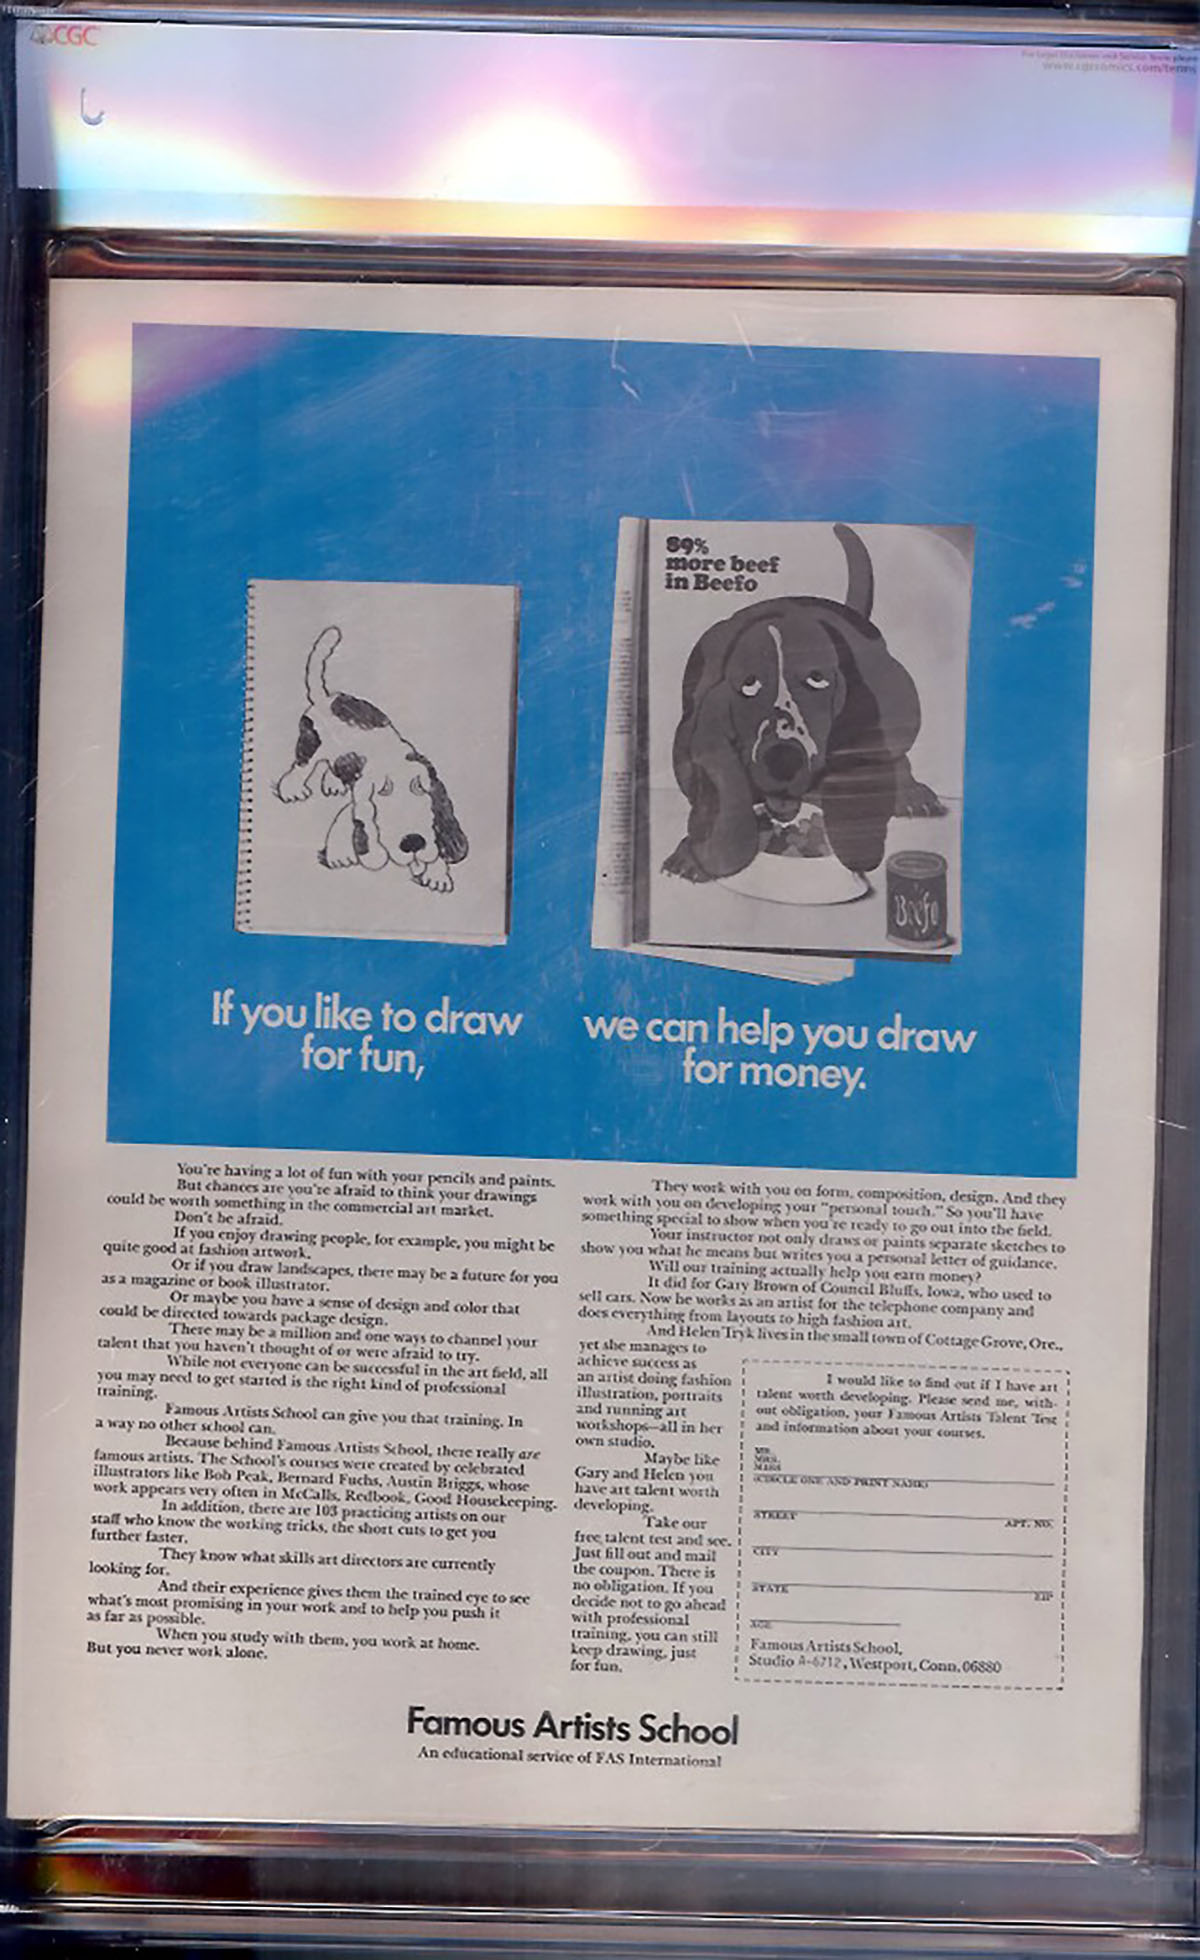 CGC
www.cgccomics.com/terms
89%
more beef
in Beefo
Beefo
If you like to draw
for fun,
we can help you draw
for money.
You're having a lot of fun with your pencils and paints.
But chances are you're afraid to think your drawings
could be worth something in the commercial art market.
Don't be afraid.
If you enjoy drawing people, for example, you might be
quite good at fashion artwork.
Or if you draw landscapes, there may be a future for you
as a magazine or book illustrator.
Or maybe you have a sense of design and color that
could be directed towards package design.
There may be a million and one ways to channel your
talent that you haven't thought of or were afraid to try.
While not everyone can be successful in the art field, all
you may need to get started is the right kind of professional
training.
Famous Artists School can give you that training. In
a way no other school can.
Because behind Famous Artists School, there really are
famous artists. The School's courses were created by celebrated
illustrators like Bob Peak, Bernard Fuchs, Austin Briggs, whose
work appears very often in McCalls, Redbook, Good Housekeeping.
In addition, there are 103 practicing artists on our
staff who know the working tricks, the short cuts to get you
further faster.
They know what skills art directors are currently
looking for.
And their experience gives them the trained eye to see
what's most promising in your work and to help you push it
as far as possible.
When you study with them, you work at home.
But you never work alone.
They work with you on form, composition, design. And they
work with you on developing your "personal touch." So you'll have
something special to show when you're ready to go out into the field.
Your instructor not only draws or paints separate sketches to
show you what he means but writes you a personal letter of guidance.
Will our training actually help you earn money?
It did for Gary Brown of Council Bluffs, Iowa, who used to
sell cars. Now he works as an artist for the telephone company and
does everything from layouts to high fashion art.
And Helen Tryk lives in the small town of Cottage Grove, Ore.,
yet she manages to
achieve success as
an artist doing fashion
illustration, portraits
and running art
workshops—all in her
own studio.
Maybe like
Gary and Helen you
have art talent worth
developing.
Take our
free talent test and see.
Just fill out and mail
the coupon. There is
no obligation. If you
decide not to go ahead
with professional
training, you can still
keep drawing, just
for fun.
I would like to find out if I have art
talent worth developing. Please send me, with-
out obligation, your Famous Artists Talent Test
and information about your courses.
MR.
MRS.
MISS
(CIRCLE ONE AND PRINT NAME)
STREET APT. NO.
CITY
STATE ZIP
AGE
Famous Artists School,
Studio A-6712, Westport, Conn. 06880
Famous Artists School
An educational service of FAS International